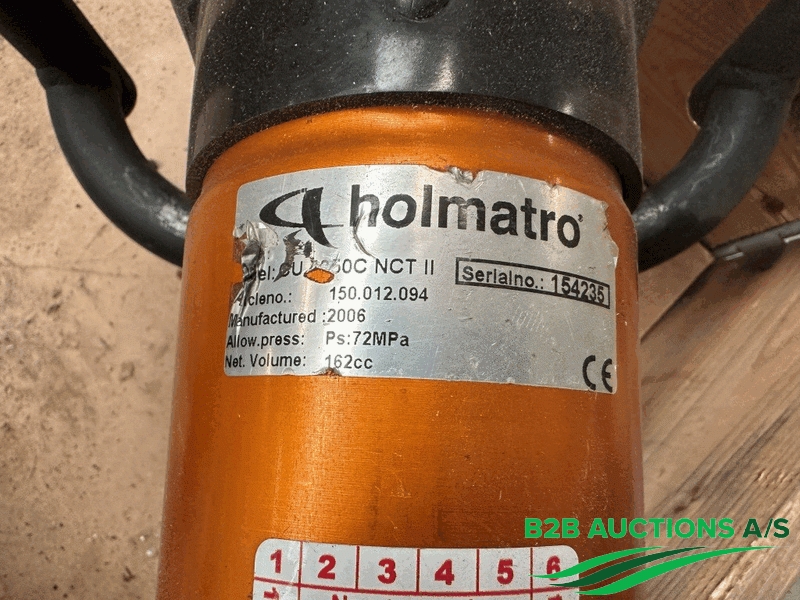 holmatro
NCT II
Serialno.: 154235
150.012.094
Manufactured :2006
Allow.press: Ps:72MPa
Net. Volume: 162cc
CE
B2B AUCTIONS A/S
1 2 3 4 5 6